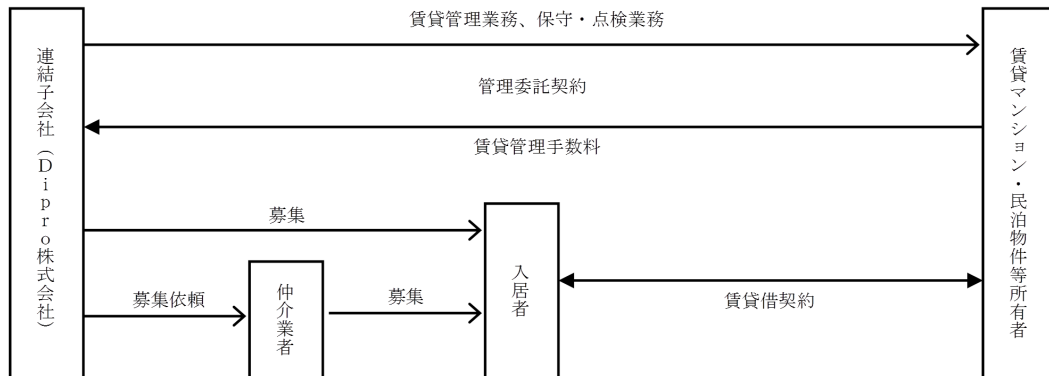 賃貸管理業務、保守・点検業務
管理委託契約
賃貸管理手数料
連結子会社（Dipro株式会社）
募集
募集依頼
仲介業者
募集
入居者
賃貸借契約
賃貸マンション・民泊物件等所有者